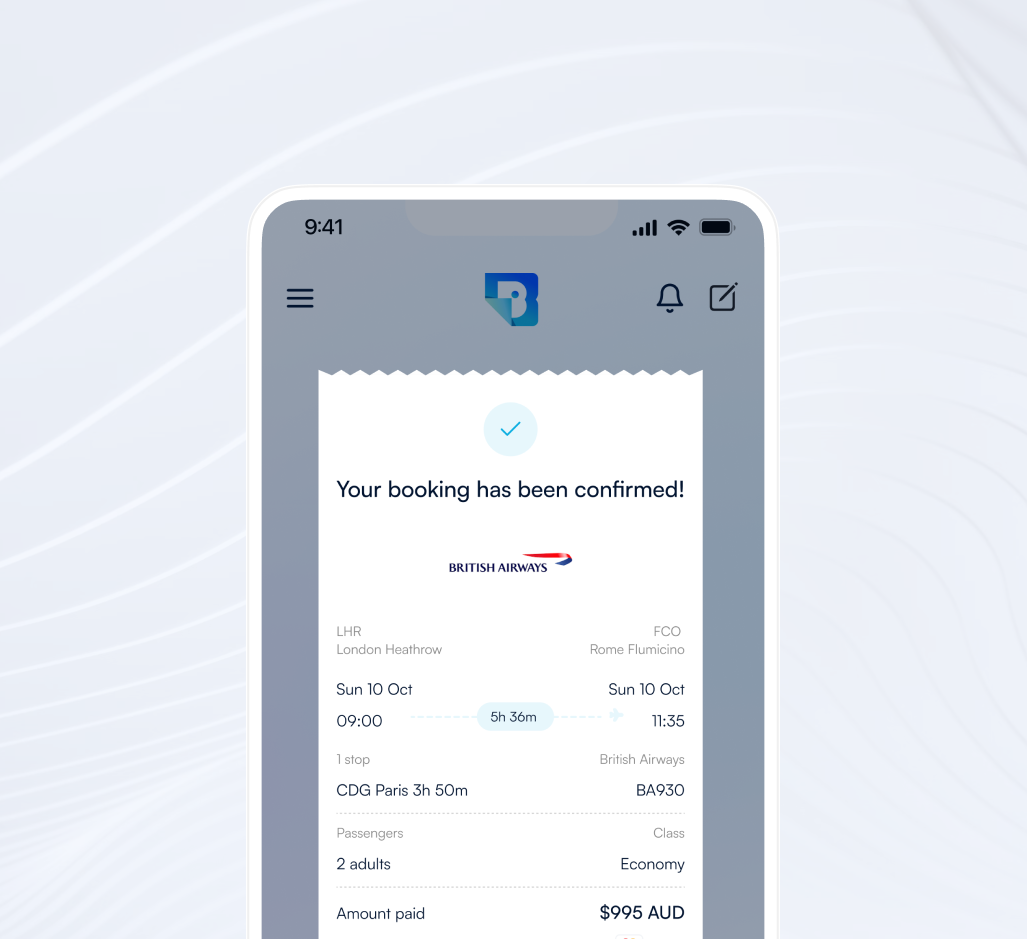 9:41
B
Your booking has been confirmed!
BRITISH AIRWAYS
LHR FCO
London Heathrow Rome Flumicino
Sun 10 Oct Sun 10 Oct
09:00 5h 36m 11:35
1 stop British Airways
CDG Paris 3h 50m BA930
Passengers Class
2 adults Economy
Amount paid $995 AUD